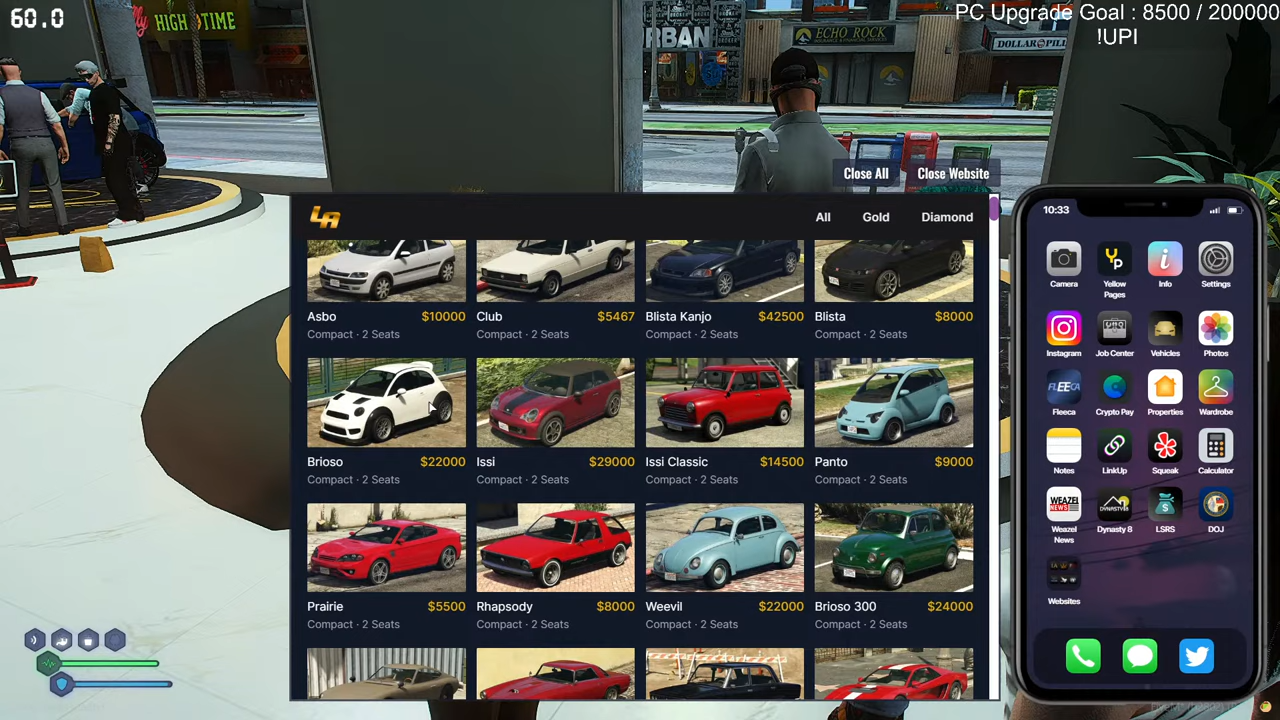 60.0
PC Upgrade Goal : 8500 / 200000
!UPI
HIGH TIME
URBAN
ECHO ROCK
DOLLAR PILL
Close All
Close Website
LA
All
Gold
Diamond
Asbo
$10000
Compact · 2 Seats
Club
$5467
Compact · 2 Seats
Blista Kanjo
$42500
Compact · 2 Seats
Blista
$8000
Compact · 2 Seats
Brioso
$22000
Compact · 2 Seats
Issi
$29000
Compact · 2 Seats
Issi Classic
$14500
Compact · 2 Seats
Panto
$9000
Compact · 2 Seats
Prairie
$5500
Compact · 2 Seats
Rhapsody
$8000
Compact · 2 Seats
Weevil
$22000
Compact · 2 Seats
Brioso 300
$24000
Compact · 2 Seats
10:33
Camera
Yellow
Pages
Info
Settings
Instagram
Job Center
Vehicles
Photos
FLEECA
Fleeca
Crypto Pay
Properties
Wardrobe
Notes
LinkUp
Squeak
Calculator
WEAZEL
NEWS
Weazel
News
DYNASTY8
Dynasty 8
LSRS
DOJ
Websites